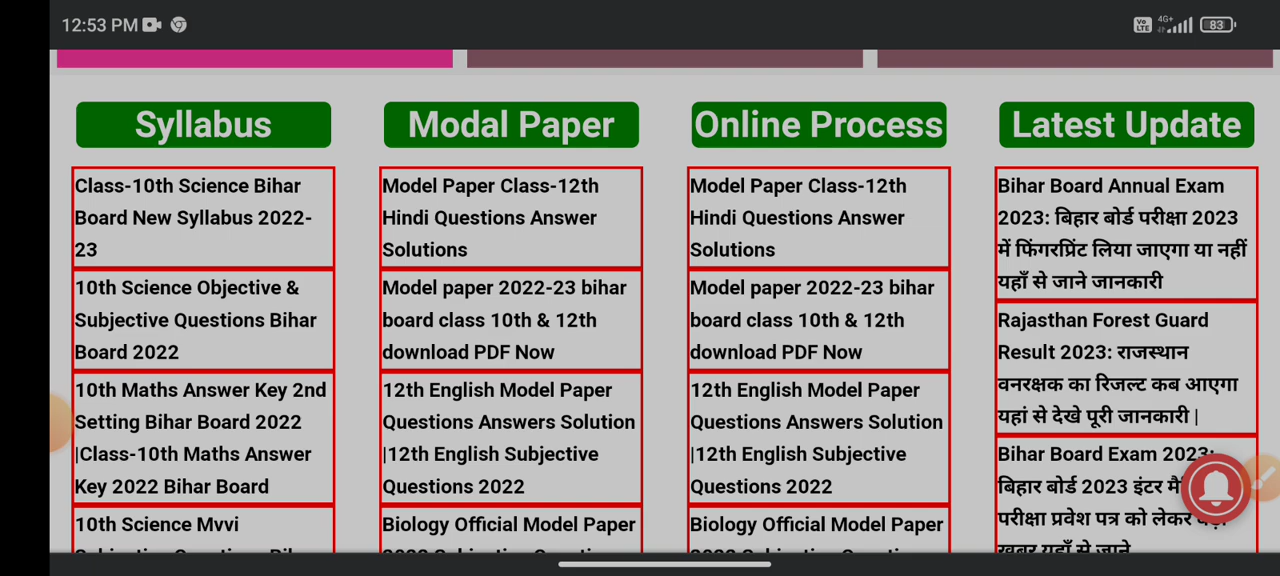 12:53 PM
Vo LTE 4G+ 83
Syllabus
Class-10th Science Bihar
Board New Syllabus 2022-
23
10th Science Objective &
Subjective Questions Bihar
Board 2022
10th Maths Answer Key 2nd
Setting Bihar Board 2022
|Class-10th Maths Answer
Key 2022 Bihar Board
10th Science Mvvi
Modal Paper
Model Paper Class-12th
Hindi Questions Answer
Solutions
Model paper 2022-23 bihar
board class 10th & 12th
download PDF Now
12th English Model Paper
Questions Answers Solution
|12th English Subjective
Questions 2022
Biology Official Model Paper
Online Process
Model Paper Class-12th
Hindi Questions Answer
Solutions
Model paper 2022-23 bihar
board class 10th & 12th
download PDF Now
12th English Model Paper
Questions Answers Solution
|12th English Subjective
Questions 2022
Biology Official Model Paper
Latest Update
Bihar Board Annual Exam
2023: बिहार बोर्ड परीक्षा 2023
में फिंगरप्रिंट लिया जाएगा या नहीं
यहाँ से जाने जानकारी
Rajasthan Forest Guard
Result 2023: राजस्थान
वनरक्षक का रिजल्ट कब आएगा
यहां से देखे पूरी जानकारी |
Bihar Board Exam 2023:
बिहार बोर्ड 2023 इंटर
परीक्षा प्रवेश पत्र को लेकर
खबर यहाँ से जाने